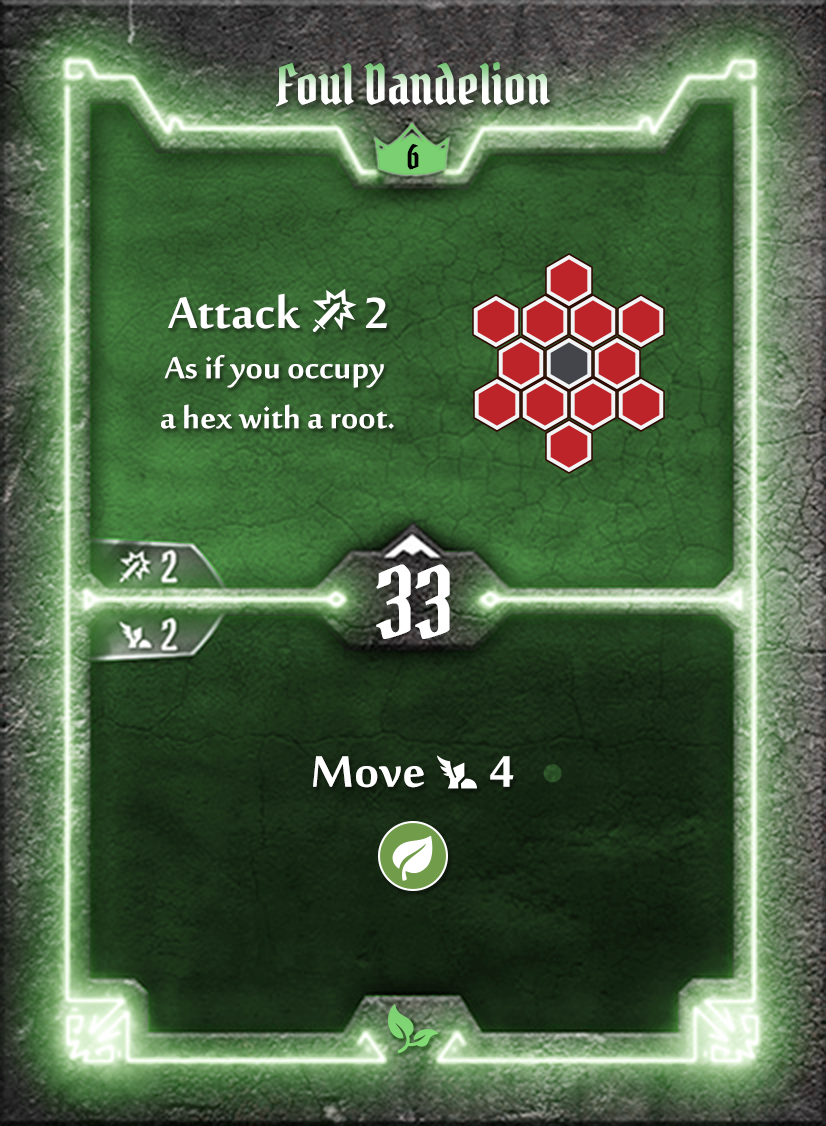 Foul Dandelion
6
Attack 2
As if you occupy
a hex with a root.
2
33
2
Move 4